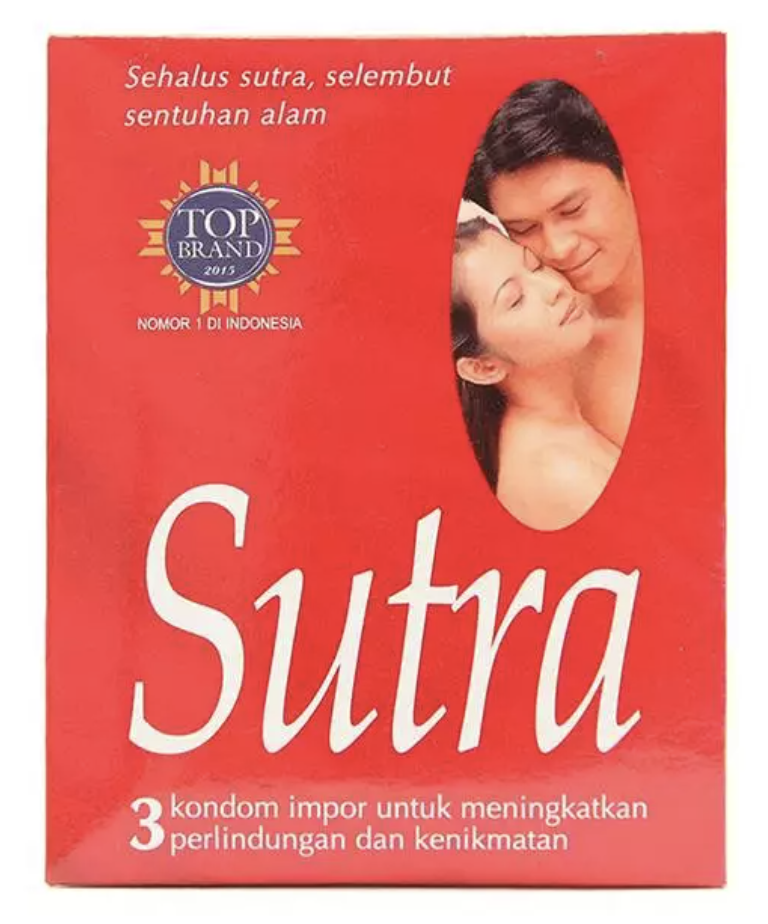 Sehalus sutra, selembut
sentuhan alam
TOP
BRAND
2015
NOMOR 1 DI INDONESIA
Sutra
3 kondom impor untuk meningkatkan
perlindungan dan kenikmatan